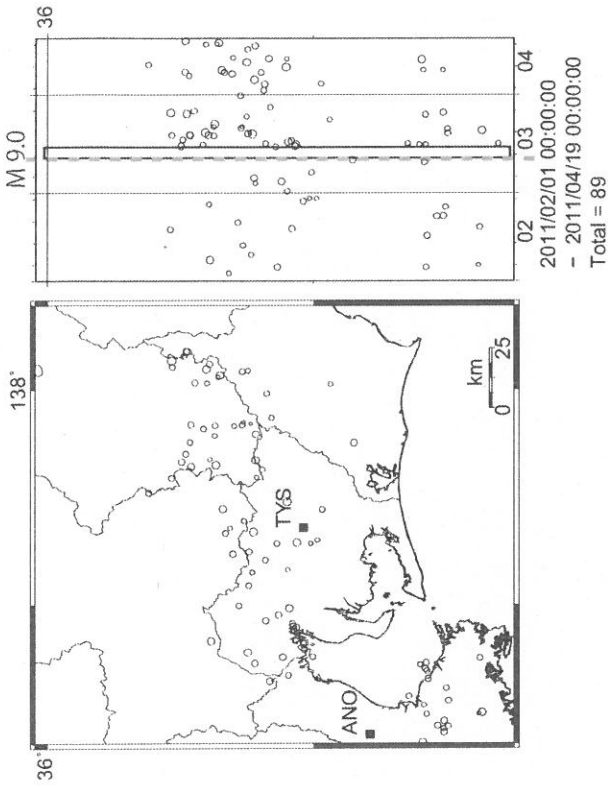 138°
36°
TYS
ANO
km
0 25
M 9.0
36
02 03 04
2011/02/01 00:00:00
- 2011/04/19 00:00:00
Total = 89